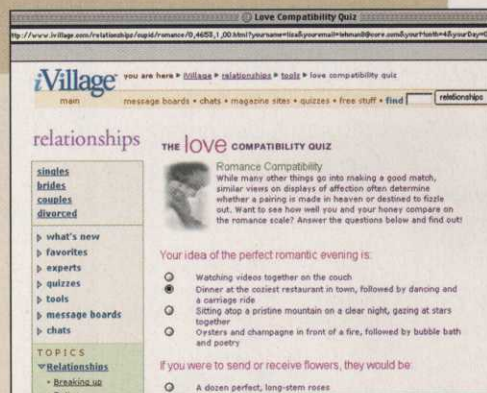 Love Compatibility Quiz
iVillage you are here ▶ iVillage ▶ relationships ▶ tools ▶ love compatibility quiz
main message boards • chats • magazine sites • quizzes • free stuff • find relationships
relationships
singles
brides
couples
divorced
▷ what's new
▷ favorites
▷ experts
▷ quizzes
▷ tools
▷ message boards
▷ chats
TOPICS
▼Relationships
• Breaking up
THE love COMPATIBILITY QUIZ
Romance Compatibility
While many other things go into making a good match,
similar views on displays of affection often determine
whether a pairing is made in heaven or destined to fizzle
out. Want to see how well you and your honey compare on
the romance scale? Answer the questions below and find out!
Your idea of the perfect romantic evening is:
Watching videos together on the couch
Dinner at the coziest restaurant in town, followed by dancing and
a carriage ride
Sitting atop a pristine mountain on a clear night, gazing at stars
together
Oysters and champagne in front of a fire, followed by bubble bath
and poetry
If you were to send or receive flowers, they would be:
A dozen perfect, long-stem roses